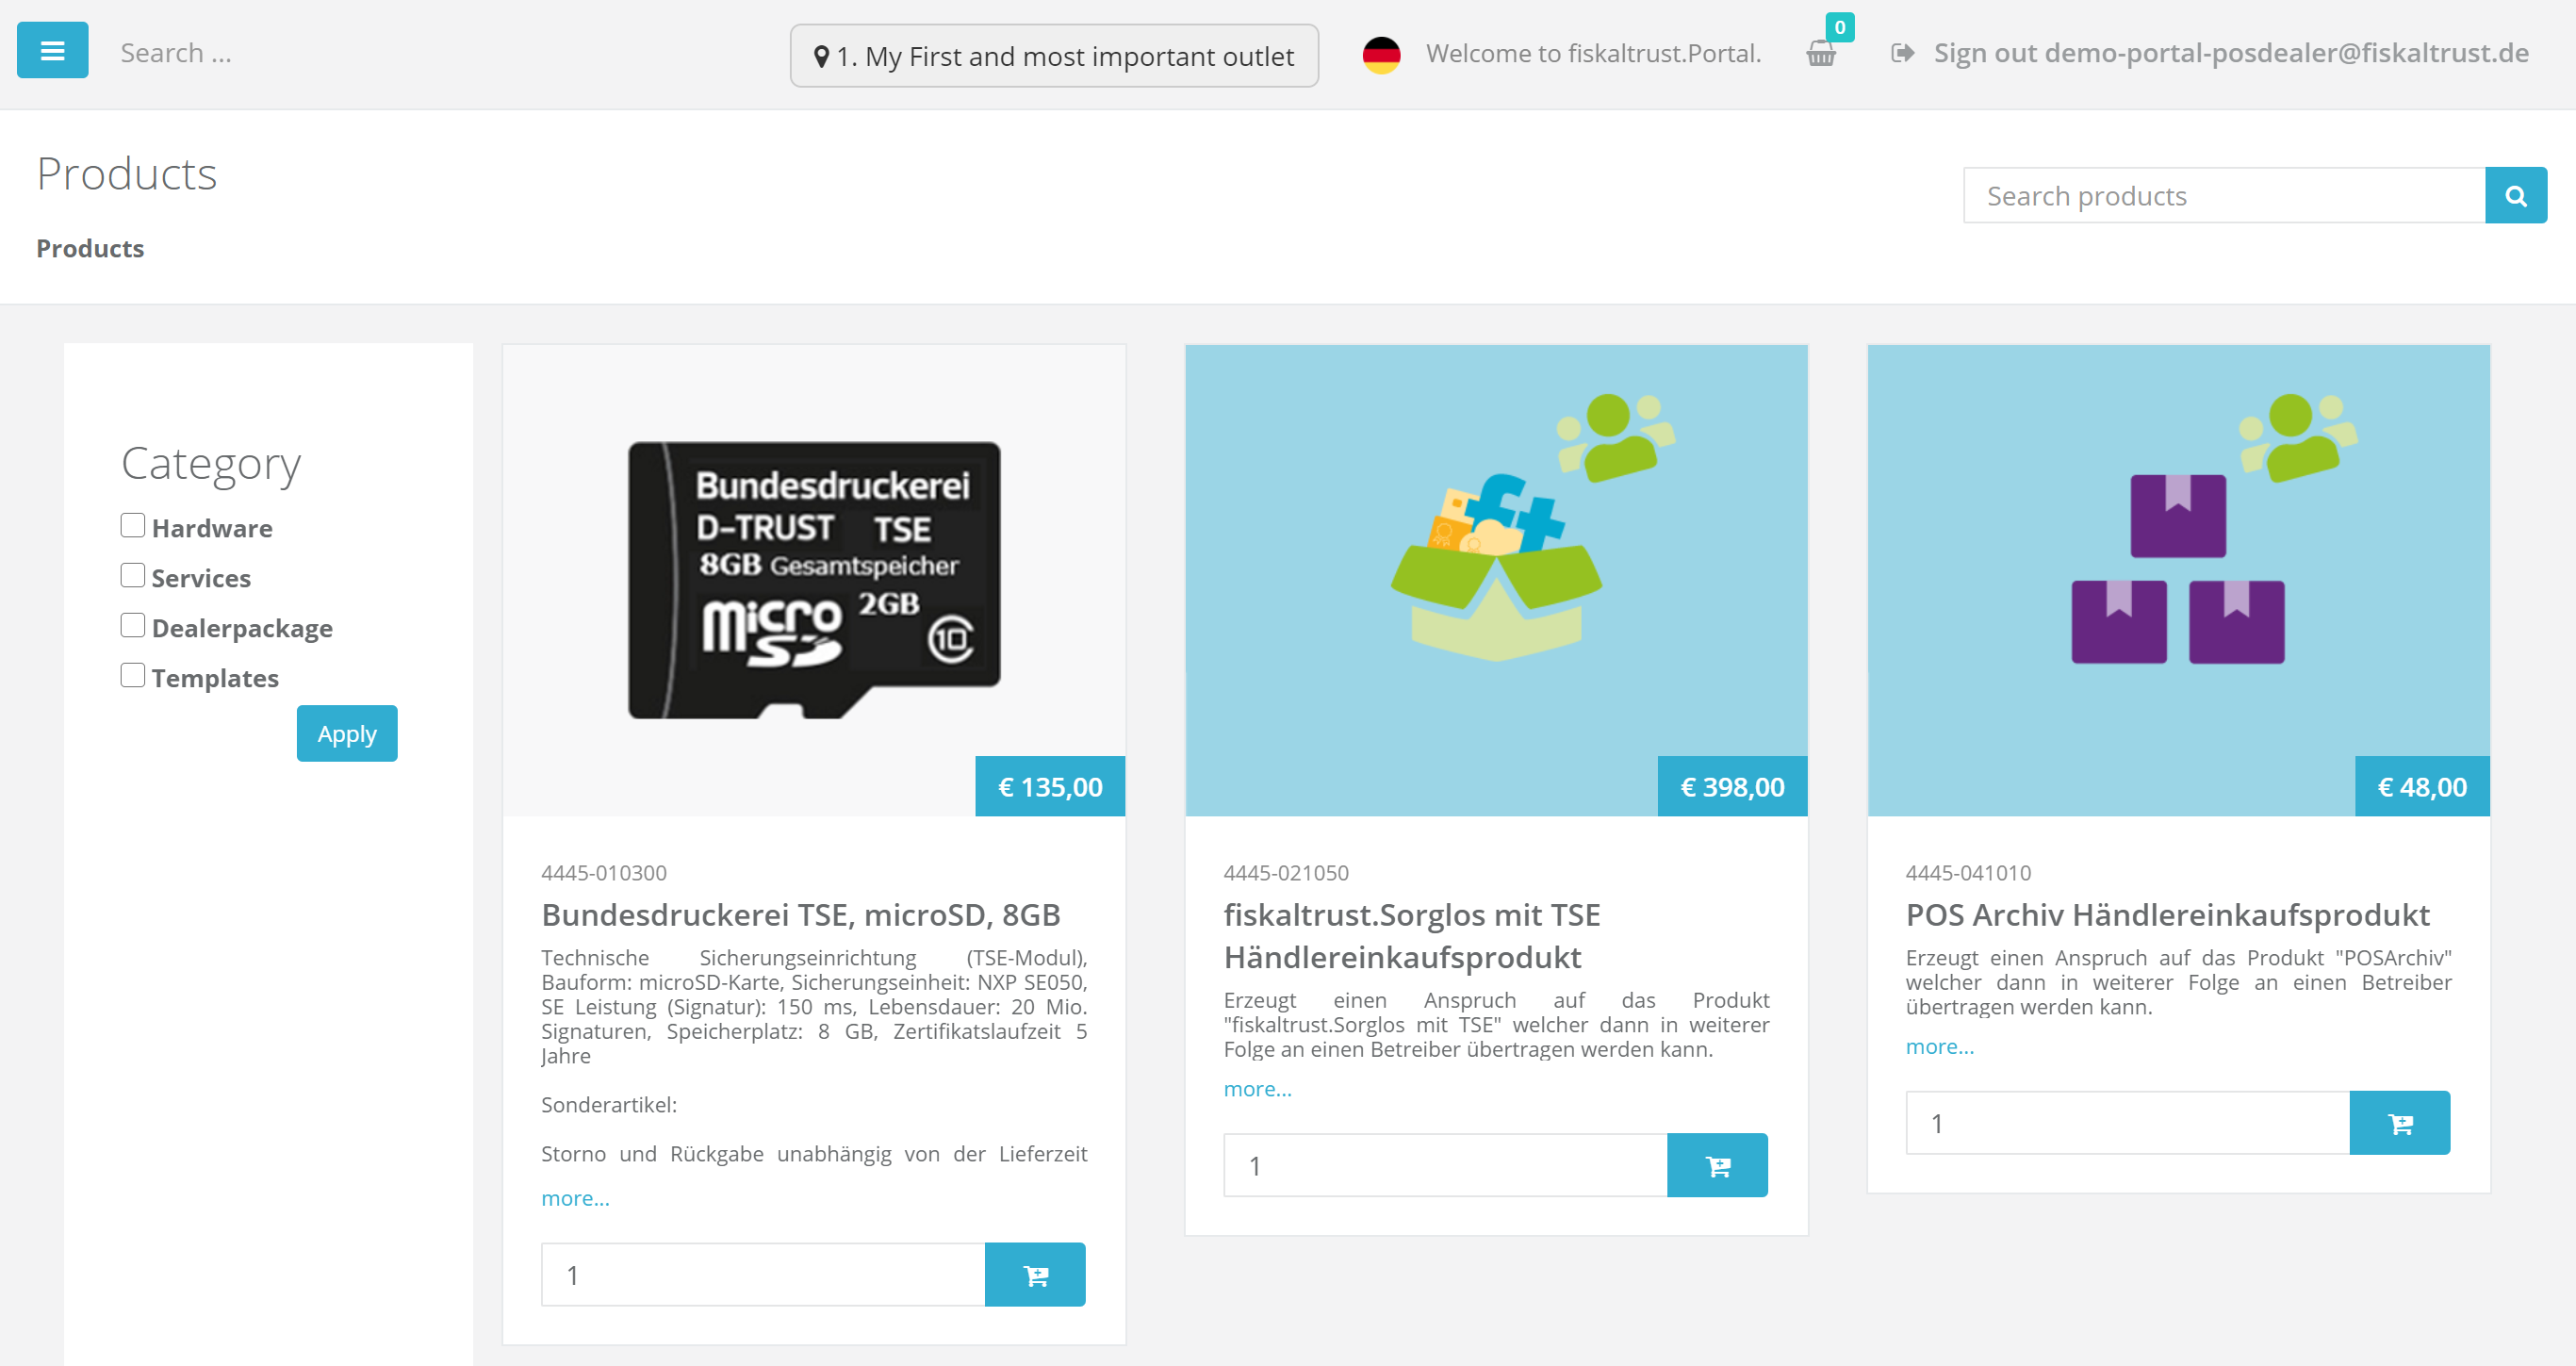 Search ...
1. My First and most important outlet
Welcome to fiskaltrust.Portal.
0
Sign out demo-portal-posdealer@fiskaltrust.de
Products
Search products
Products
Category
Hardware
Services
Dealerpackage
Templates
Apply
Bundesdruckerei
D-TRUST TSE
8GB Gesamtspeicher
micro SD 2GB
10
€ 135,00
4445-010300
Bundesdruckerei TSE, microSD, 8GB
Technische Sicherungseinrichtung (TSE-Modul),
Bauform: microSD-Karte, Sicherungseinheit: NXP SE050,
SE Leistung (Signatur): 150 ms, Lebensdauer: 20 Mio.
Signaturen, Speicherplatz: 8 GB, Zertifikatslaufzeit 5
Jahre
Sonderartikel:
Storno und Rückgabe unabhängig von der Lieferzeit
more...
1
ft
€ 398,00
4445-021050
fiskaltrust.Sorglos mit TSE
Händlereinkaufsprodukt
Erzeugt einen Anspruch auf das Produkt
"fiskaltrust.Sorglos mit TSE" welcher dann in weiterer
Folge an einen Betreiber übertragen werden kann.
more...
1
€ 48,00
4445-041010
POS Archiv Händlereinkaufsprodukt
Erzeugt einen Anspruch auf das Produkt "POSArchiv"
welcher dann in weiterer Folge an einen Betreiber
übertragen werden kann.
more...
1